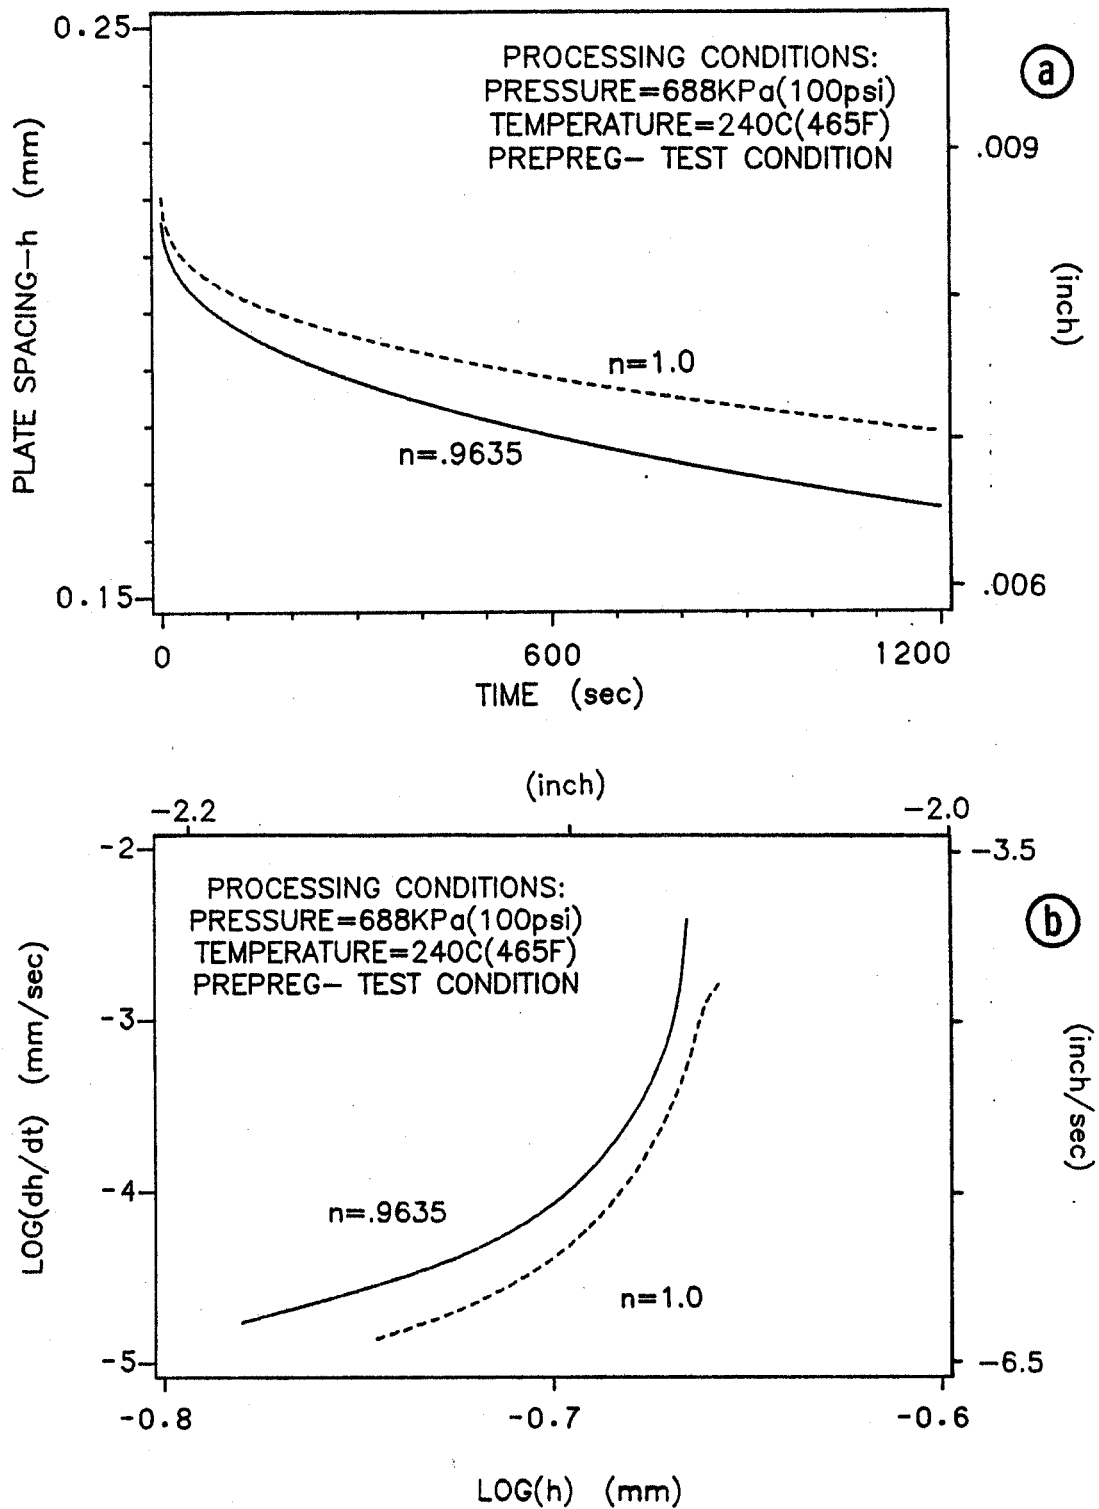 0.25
PROCESSING CONDITIONS:
PRESSURE=688KPa(100psi)
TEMPERATURE=240C(465F)
PREPREG- TEST CONDITION
a
.009
PLATE SPACING-h (mm)
(inch)
n=1.0
n=.9635
0.15
.006
0
600
1200
TIME (sec)
(inch)
-2.2
-2.0
-2
-3.5
PROCESSING CONDITIONS:
PRESSURE=688KPa(100psi)
TEMPERATURE=240C(465F)
PREPREG- TEST CONDITION
b
LOG(dh/dt) (mm/sec)
-3
(inch/sec)
-4
n=.9635
n=1.0
-5
-6.5
-0.8
-0.7
-0.6
LOG(h) (mm)